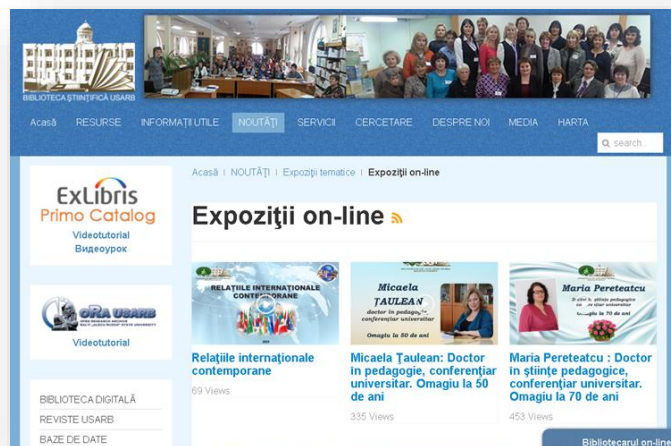 BIBLIOTECA ŞTIINŢIFICĂ USARB
Acasă RESURSE INFORMAŢII UTILE NOUTĂŢI SERVICII CERCETARE DESPRE NOI MEDIA HARTA
search...
Acasă | NOUTĂŢI | Expoziţii tematice | Expoziţii on-line
ExLibris
Primo Catalog
Videotutorial
Видеоурок
Expoziţii on-line
ORA USARB
Videotutorial
RELAŢIILE INTERNAŢIONALE
CONTEMPORANE
Micaela
ŢAULEAN
doctor în pedagogie,
conferenţiar universitar
Omagiu la 50 de ani
Maria Pereteatcu
Omagiu la 70 de ani
Relaţiile internaţionale
contemporane
69 Views
Micaela Ţaulean: Doctor
în pedagogie, conferenţiar
universitar. Omagiu la 50
de ani
335 Views
Maria Pereteatcu : Doctor
în ştiinţe pedagogice,
conferenţiar universitar.
Omagiu la 70 de ani
453 Views
BIBLIOTECA DIGITALĂ
REVISTE USARB
BAZE DE DATE
Bibliotecarul on-line